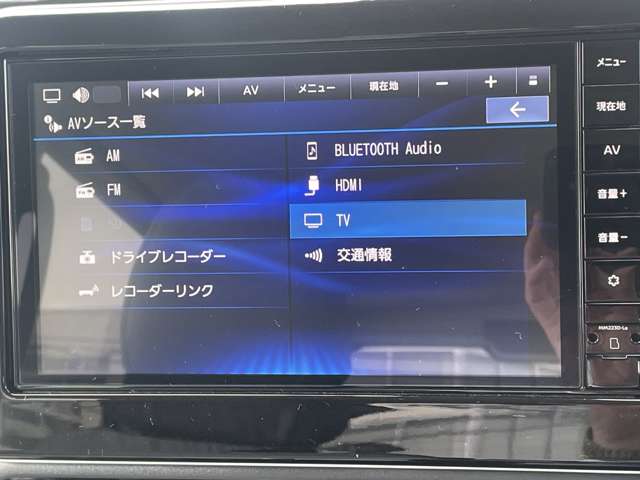 AV
メニュー
現在地
AVソース一覧
AM
FM
ドライブレコーダー
レコーダーリンク
BLUETOOTH Audio
HDMI
TV
交通情報
メニュー
現在地
AV
音量+
音量-
MM223D-Le